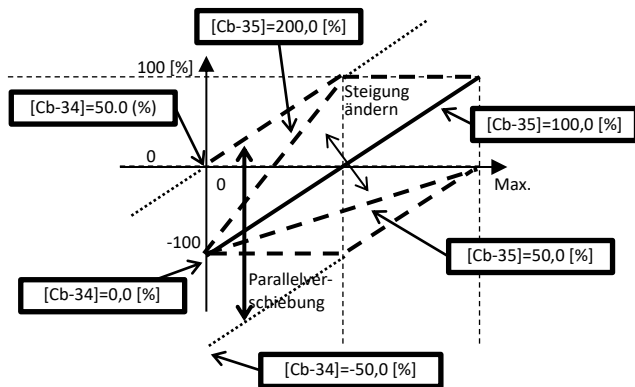 [Cb-35]=200,0 [%]
100 [%]
Steigung
ändern
[Cb-34]=50.0 (%)
[Cb-35]=100,0 [%]
0
0
Max.
-100
[Cb-35]=50,0 [%]
[Cb-34]=0,0 [%]
Parallelver-
schiebung
[Cb-34]=-50,0 [%]